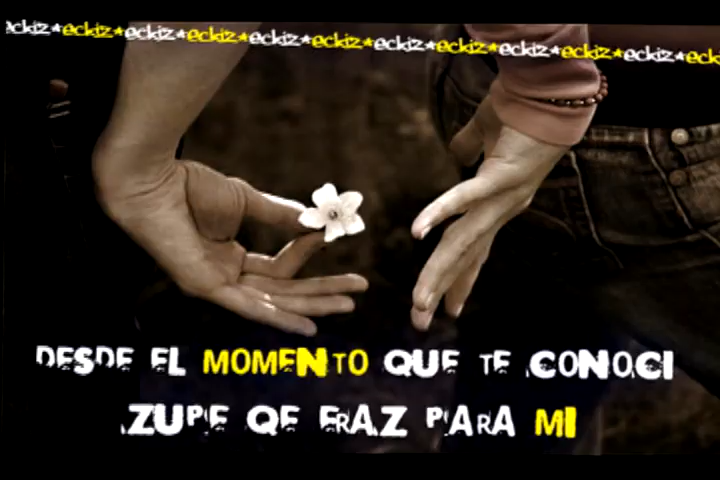 eckiz*eckiz*eckiz*eckiz*eckiz*eckiz*eckiz*eckiz*eckiz*eckiz*eckiz*eck
DESDE EL MOMENTO QUE TE CONOCI
ZUPE QE ERAZ PARA MI